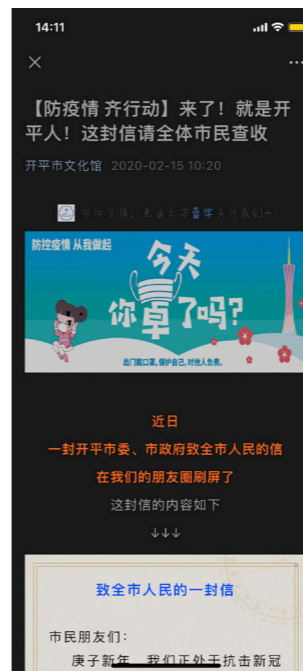 14:11
【防疫情 齐行动】来了！就是开
平人！这封信请全体市民查收
开平市文化馆 2020-02-15 10:20
防控疫情 从我做起
今天
你卓了吗?
出门戴口罩, 保护自己, 对他人负责。
近日
一封开平市委、市政府致全市人民的信
在我们的朋友圈刷屏了
这封信的内容如下
↓↓↓
致全市人民的一封信
市民朋友们：
庚子新年，我们正处于抗击新冠